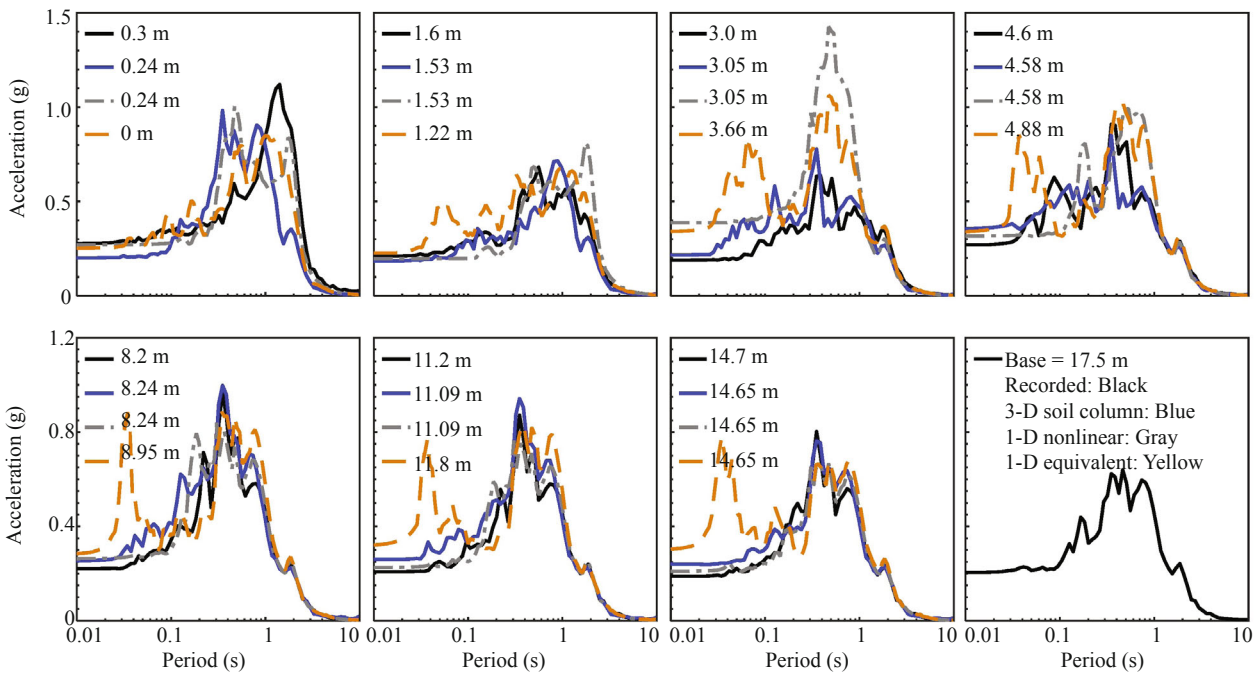 1.5
1.0
0.5
0
Acceleration (g)
0.3 m
0.24 m
0.24 m
0 m
1.6 m
1.53 m
1.53 m
1.22 m
3.0 m
3.05 m
3.05 m
3.66 m
4.6 m
4.58 m
4.58 m
4.88 m
1.2
0.8
0.4
0
Acceleration (g)
8.2 m
8.24 m
8.24 m
8.95 m
11.2 m
11.09 m
11.09 m
11.8 m
14.7 m
14.65 m
14.65 m
14.65 m
Base = 17.5 m
Recorded: Black
3-D soil column: Blue
1-D nonlinear: Gray
1-D equivalent: Yellow
0.01 0.1 1 10
0.01 0.1 1 10
0.01 0.1 1 10
0.01 0.1 1 10
Period (s)
Period (s)
Period (s)
Period (s)